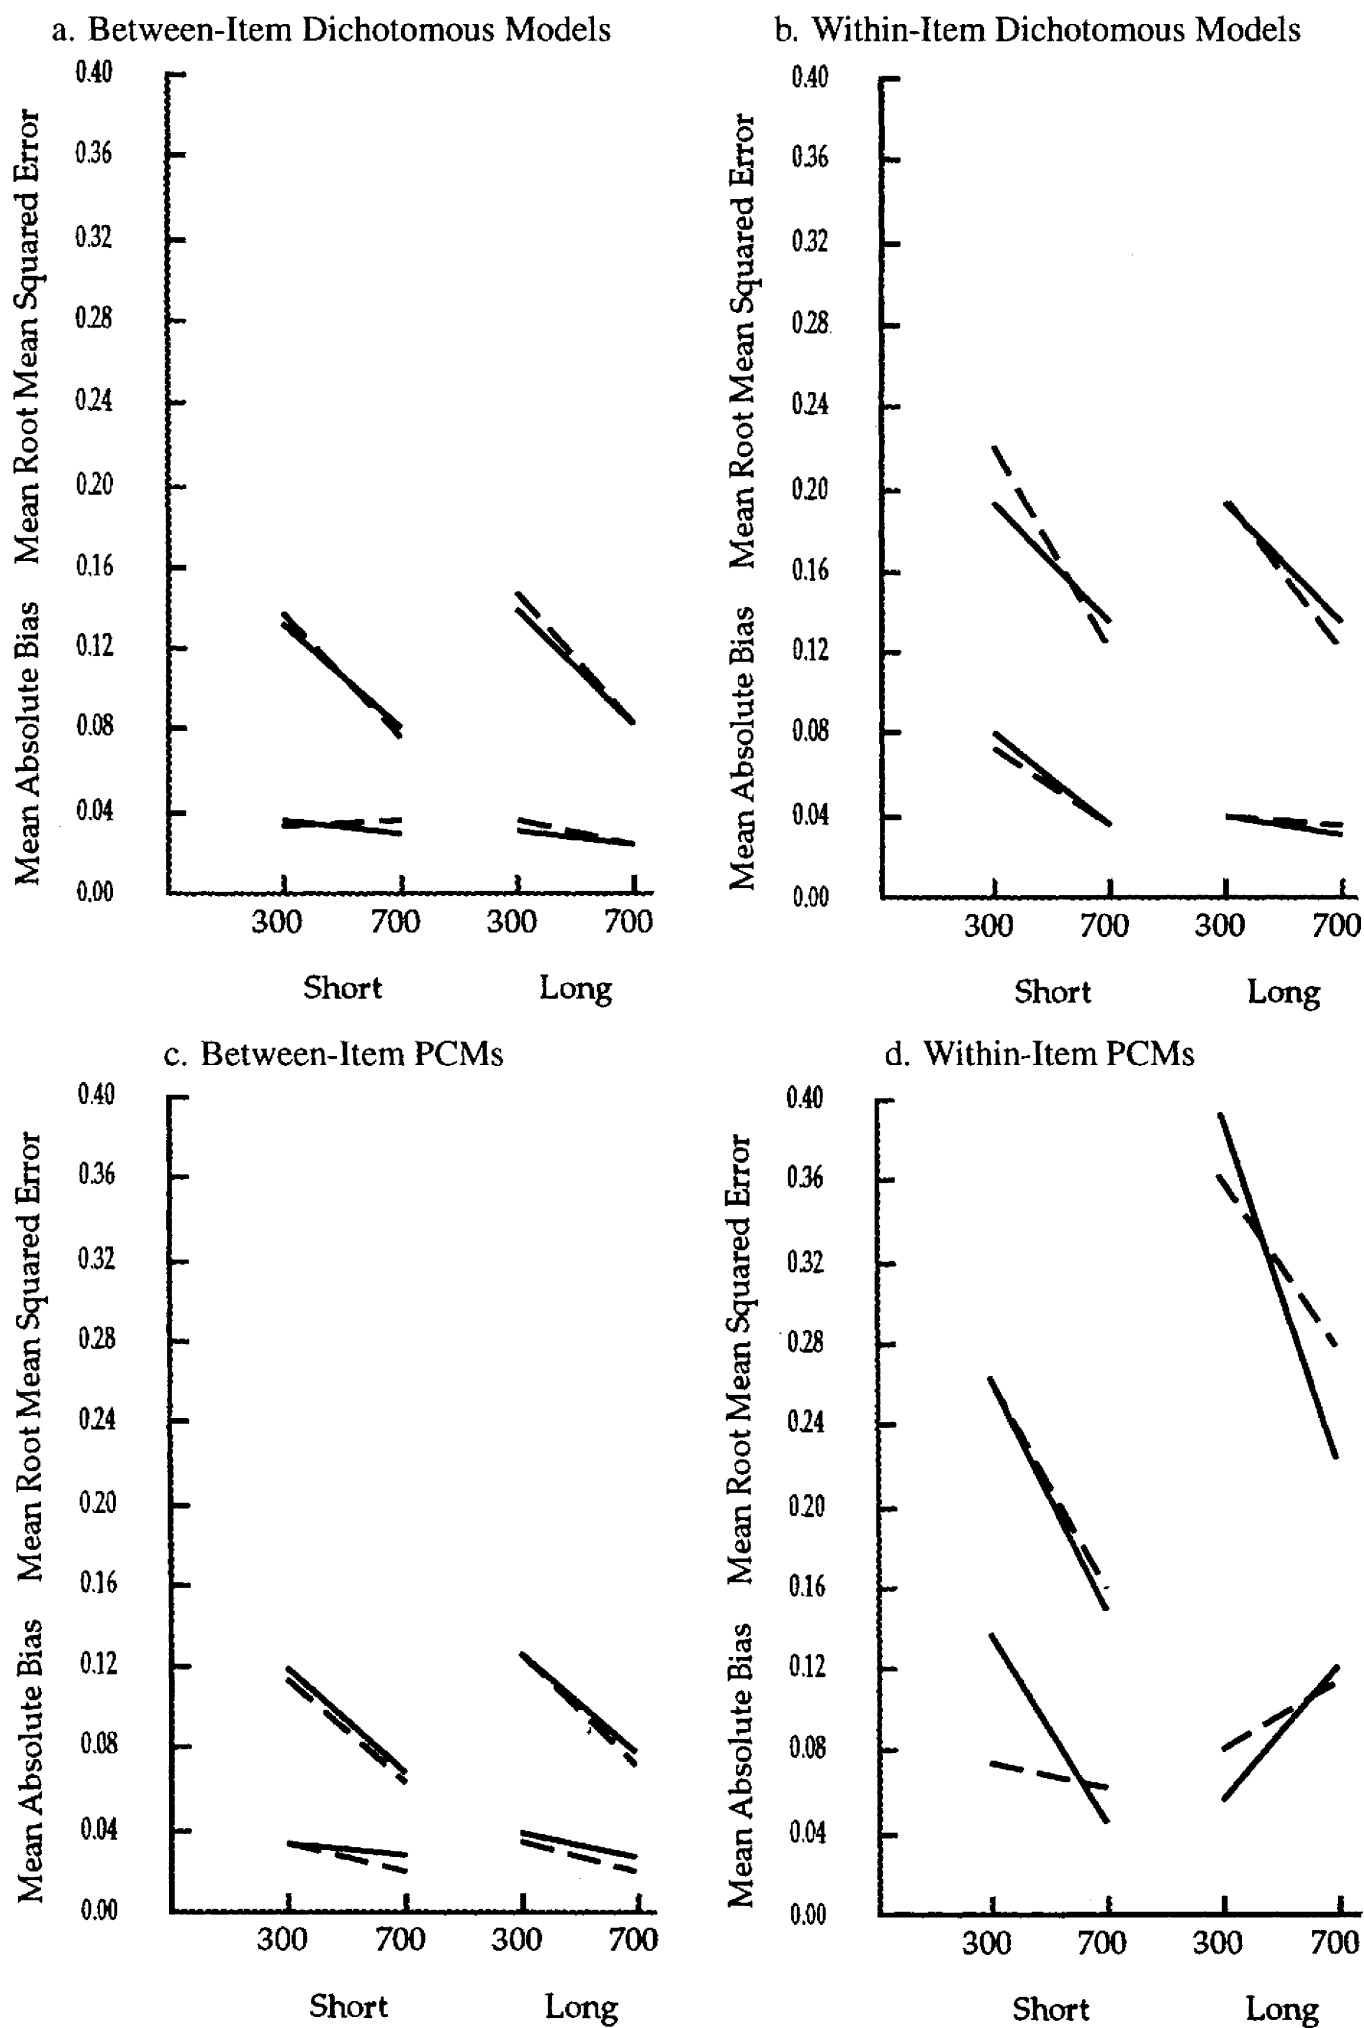 a. Between-Item Dichotomous Models
Mean Absolute Bias Mean Root Mean Squared Error
0.40
0.36
0.32
0.28
0.24
0.20
0.16
0.12
0.08
0.04
0.00
300 700 300 700
Short Long
b. Within-Item Dichotomous Models
Mean Absolute Bias Mean Root Mean Squared Error
0.40
0.36
0.32
0.28
0.24
0.20
0.16
0.12
0.08
0.04
0.00
300 700 300 700
Short Long
c. Between-Item PCMs
Mean Absolute Bias Mean Root Mean Squared Error
0.40
0.36
0.32
0.28
0.24
0.20
0.16
0.12
0.08
0.04
0.00
300 700 300 700
Short Long
d. Within-Item PCMs
Mean Absolute Bias Mean Root Mean Squared Error
0.40
0.36
0.32
0.28
0.24
0.20
0.16
0.12
0.08
0.04
0.00
300 700 300 700
Short Long